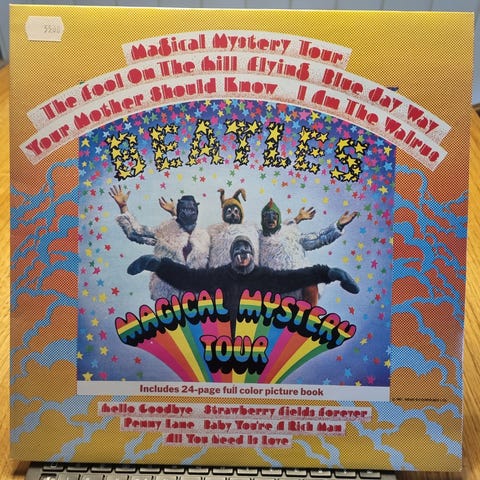 Magical Mystery Tour
The Fool On The Hill Flying Blue Jay Way
Your Mother Should Know I Am The Walrus
BEATLES
MAGICAL MYSTERY
TOUR
Includes 24-page full color picture book
Hello Goodbye Strawberry Fields Forever
Penny Lane Baby You're A Rich Man
All You Need Is Love